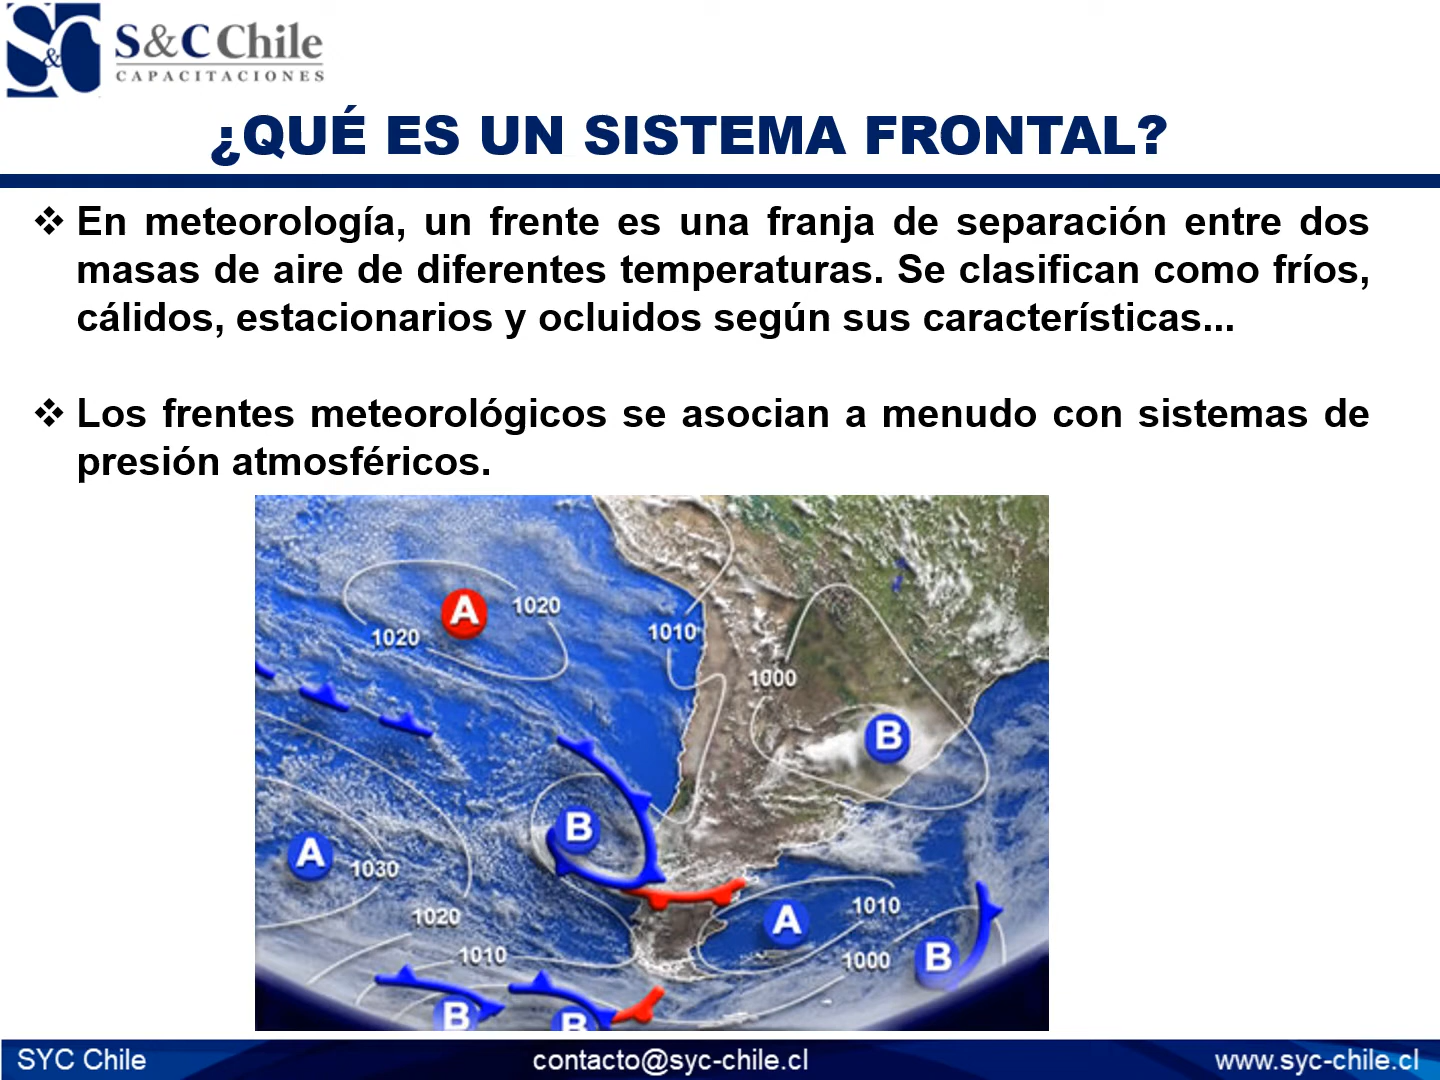 S&C
S&C Chile
CAPACITACIONES
¿QUÉ ES UN SISTEMA FRONTAL?
❖ En meteorología, un frente es una franja de separación entre dos
masas de aire de diferentes temperaturas. Se clasifican como fríos,
cálidos, estacionarios y ocluidos según sus características...
❖ Los frentes meteorológicos se asocian a menudo con sistemas de
presión atmosféricos.
A
1020
1020
1010
1000
B
B
A
1030
1020
1010
A
1010
1000
B
B
B
SYC Chile
contacto@syc-chile.cl
www.syc-chile.cl